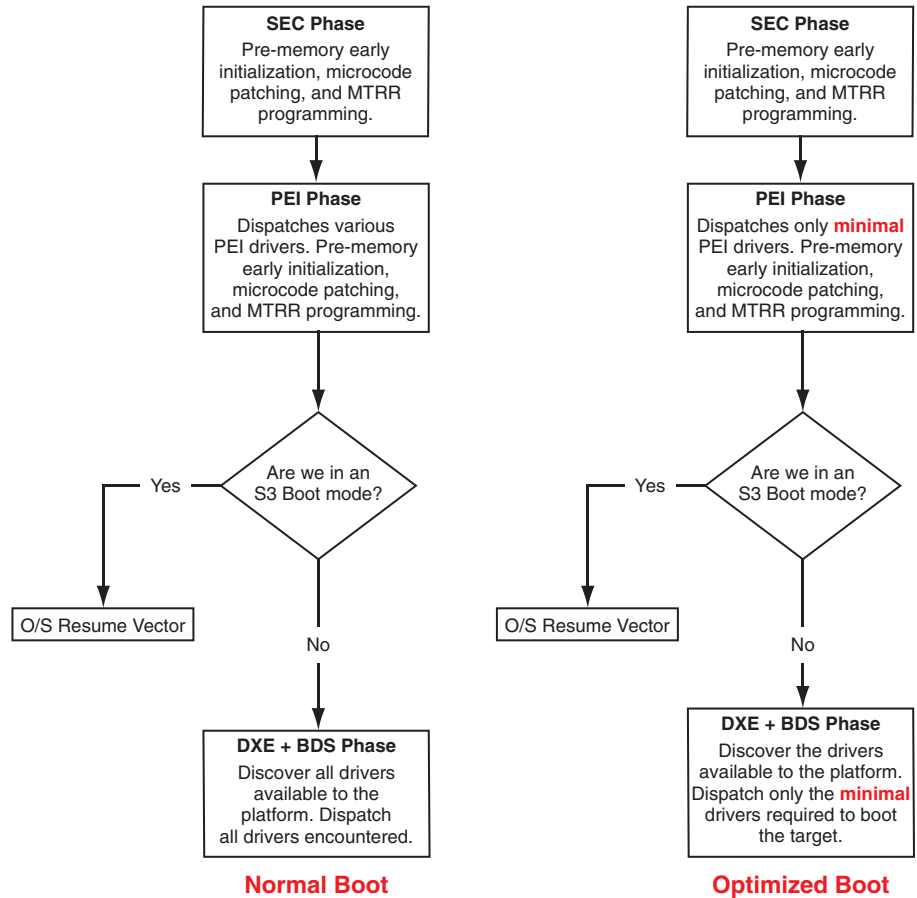 SEC Phase
Pre-memory early
initialization, microcode
patching, and MTRR
programming.
PEI Phase
Dispatches various
PEI drivers. Pre-memory
early initialization,
microcode patching,
and MTRR programming.
Are we in an
S3 Boot mode?
Yes
O/S Resume Vector
No
DXE + BDS Phase
Discover all drivers
available to the
platform. Dispatch
all drivers encountered.
Normal Boot
SEC Phase
Pre-memory early
initialization, microcode
patching, and MTRR
programming.
PEI Phase
Dispatches only minimal
PEI drivers. Pre-memory
early initialization,
microcode patching,
and MTRR programming.
Are we in an
S3 Boot mode?
Yes
O/S Resume Vector
No
DXE + BDS Phase
Discover the drivers
available to the platform.
Dispatch only the minimal
drivers required to boot
the target.
Optimized Boot